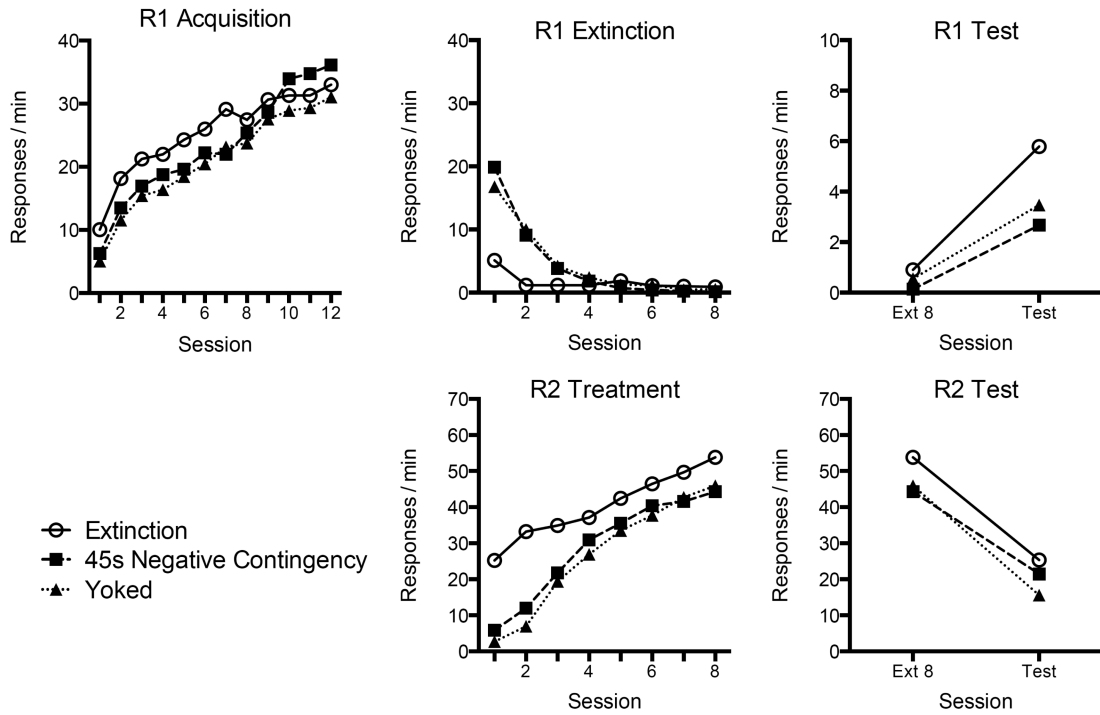 R1 Acquisition
40
30
20
10
0
Responses / min
2 4 6 8 10 12
Session
R1 Extinction
40
30
20
10
0
Responses / min
2 4 6 8
Session
R1 Test
10
8
6
4
2
0
Responses / min
Ext 8 Test
Session
Extinction
45s Negative Contingency
Yoked
R2 Treatment
70
60
50
40
30
20
10
0
Responses / min
2 4 6 8
Session
R2 Test
70
60
50
40
30
20
10
0
Responses / min
Ext 8 Test
Session